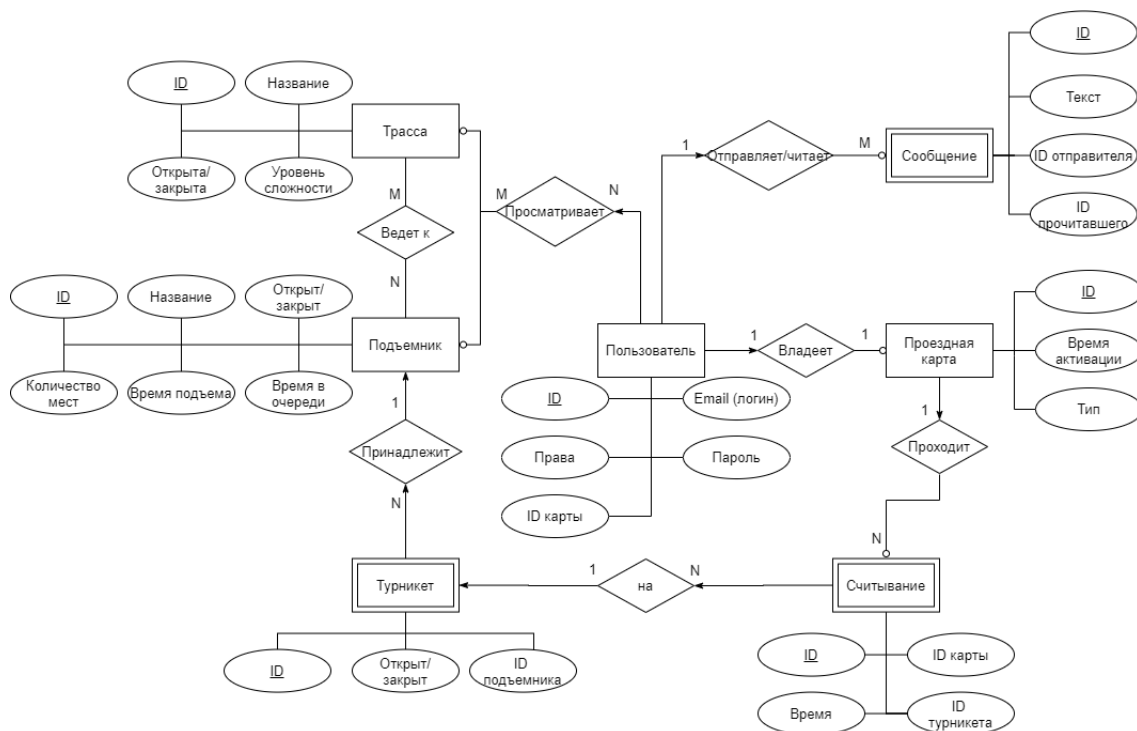 ID
Название
ID
Текст
Трасса
Отправляет/читает
1
M
Сообщение
ID отправителя
Открыта/
закрыта
Уровень
сложности
M
M
N
Просматривает
ID
прочитавшего
Ведет к
ID
Название
Открыт/
закрыт
N
ID
Подъемник
Пользователь
1
Владеет
1
Проездная
карта
Время
активации
Количество
мест
Время подъема
Время в
очереди
ID
Email (логин)
1
Тип
1
Принадлежит
Права
Пароль
Проходит
N
ID карты
N
Турникет
1
на
N
Считывание
ID
Открыт/
закрыт
ID
подъемника
ID
ID карты
Время
ID
турникета